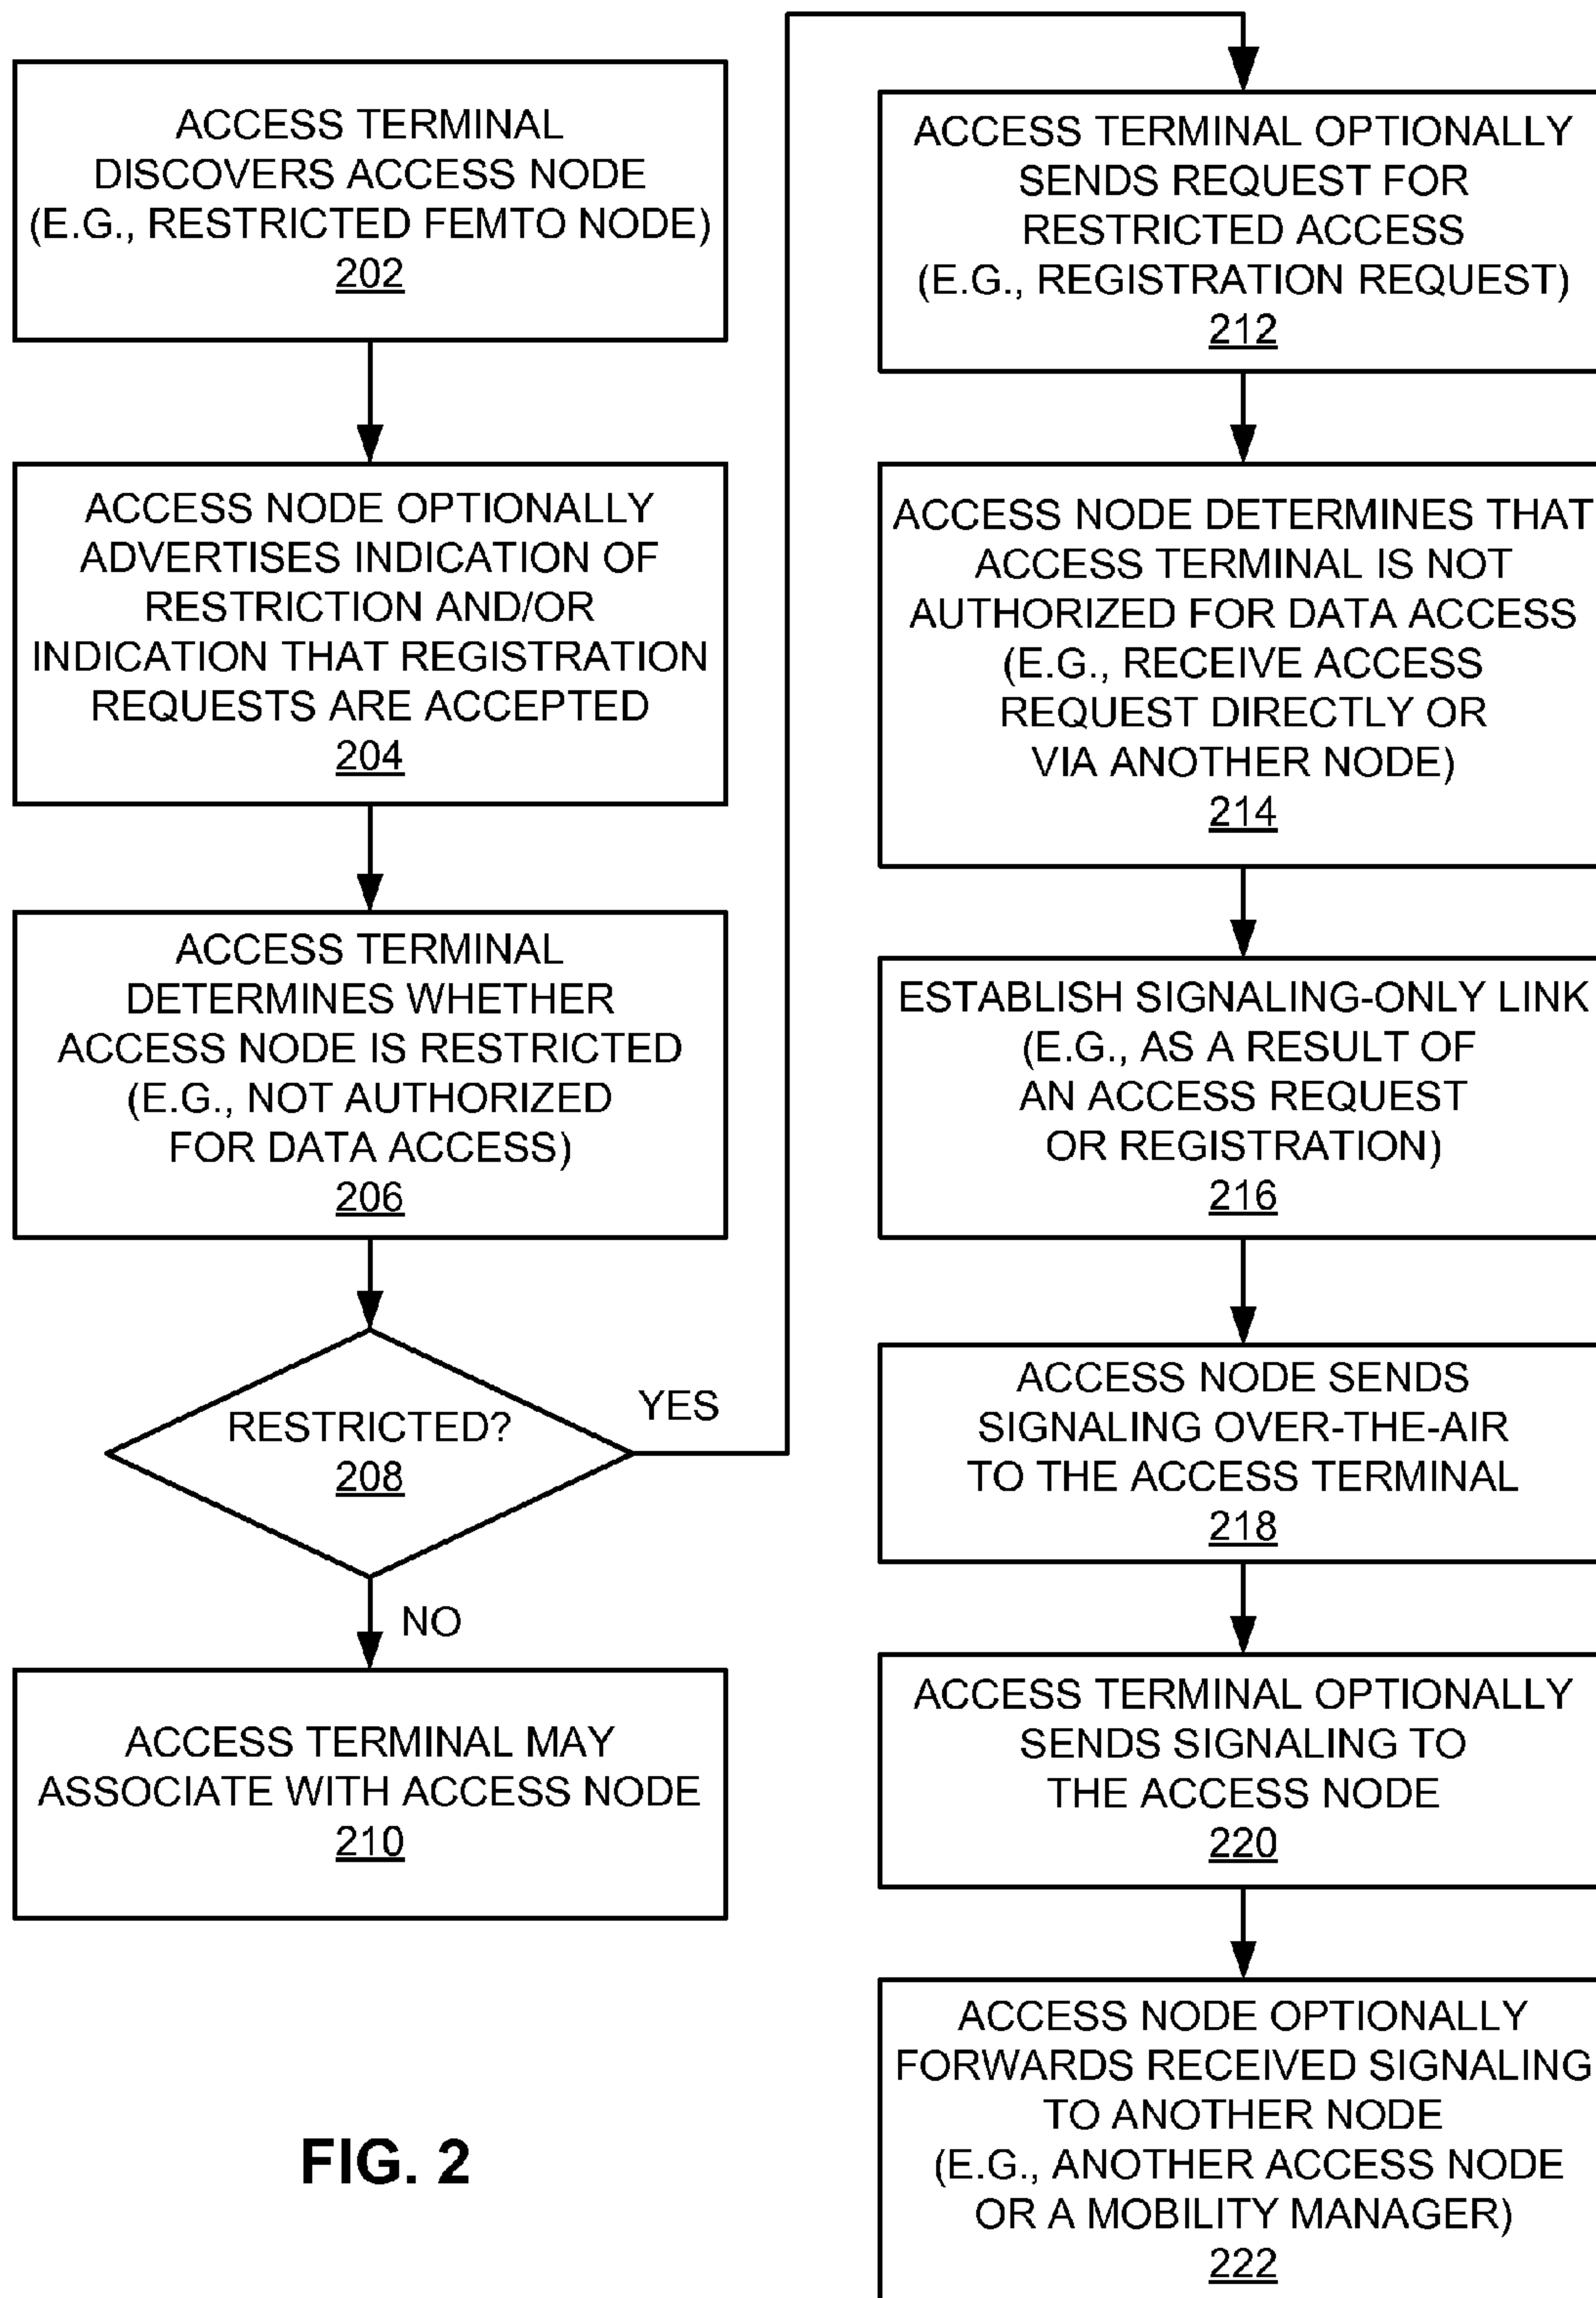 ACCESS TERMINAL
DISCOVERS ACCESS NODE
(E.G., RESTRICTED FEMTO NODE)
202
ACCESS NODE OPTIONALLY
ADVERTISES INDICATION OF
RESTRICTION AND/OR
INDICATION THAT REGISTRATION
REQUESTS ARE ACCEPTED
204
ACCESS TERMINAL
DETERMINES WHETHER
ACCESS NODE IS RESTRICTED
(E.G., NOT AUTHORIZED
FOR DATA ACCESS)
206
RESTRICTED?
208
YES
NO
ACCESS TERMINAL MAY
ASSOCIATE WITH ACCESS NODE
210
ACCESS TERMINAL OPTIONALLY
SENDS REQUEST FOR
RESTRICTED ACCESS
(E.G., REGISTRATION REQUEST)
212
ACCESS NODE DETERMINES THAT
ACCESS TERMINAL IS NOT
AUTHORIZED FOR DATA ACCESS
(E.G., RECEIVE ACCESS
REQUEST DIRECTLY OR
VIA ANOTHER NODE)
214
ESTABLISH SIGNALING-ONLY LINK
(E.G., AS A RESULT OF
AN ACCESS REQUEST
OR REGISTRATION)
216
ACCESS NODE SENDS
SIGNALING OVER-THE-AIR
TO THE ACCESS TERMINAL
218
ACCESS TERMINAL OPTIONALLY
SENDS SIGNALING TO
THE ACCESS NODE
220
ACCESS NODE OPTIONALLY
FORWARDS RECEIVED SIGNALING
TO ANOTHER NODE
(E.G., ANOTHER ACCESS NODE
OR A MOBILITY MANAGER)
222
FIG. 2